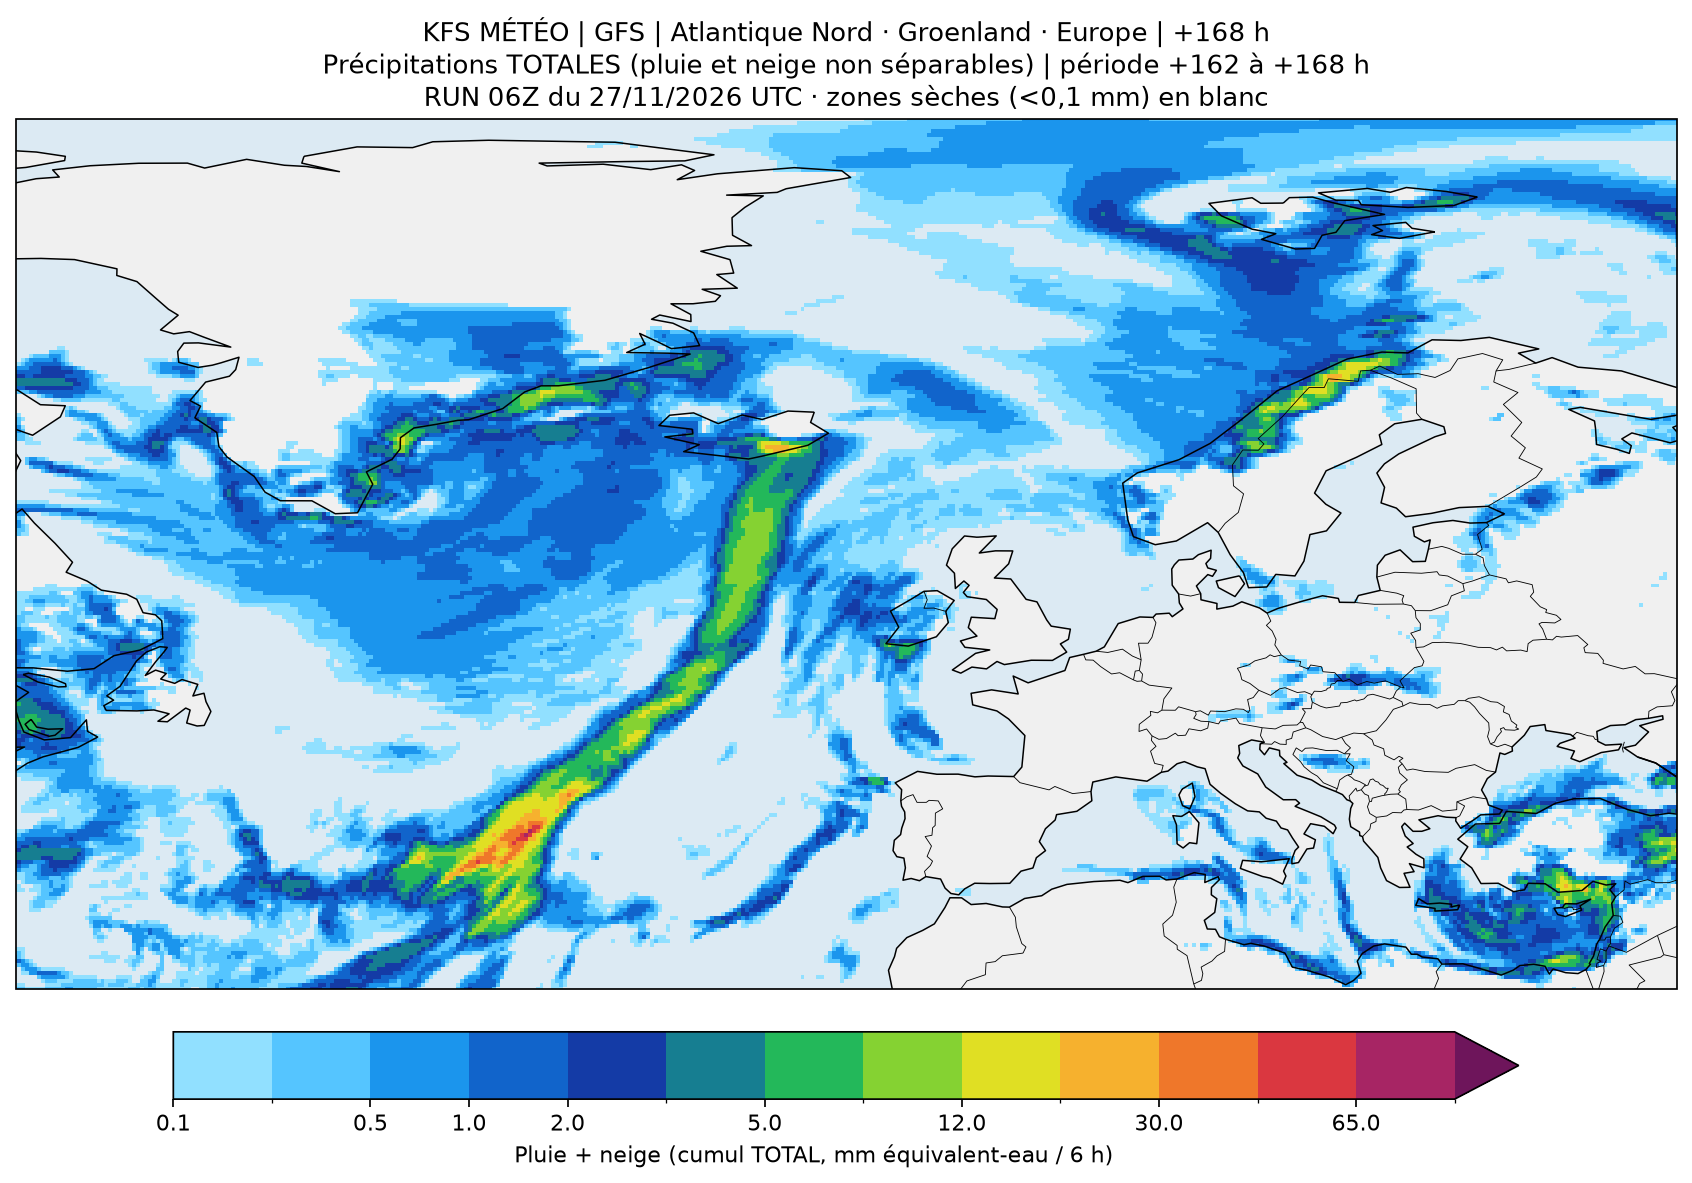 KFS MÉTÉO | GFS | Atlantique Nord · Groenland · Europe | +168 h
Précipitations TOTALES (pluie et neige non séparables) | période +162 à +168 h
RUN 06Z du 27/11/2026 UTC · zones sèches (<0,1 mm) en blanc
0.1 0.5 1.0 2.0 5.0 12.0 30.0 65.0
Pluie + neige (cumul TOTAL, mm équivalent-eau / 6 h)